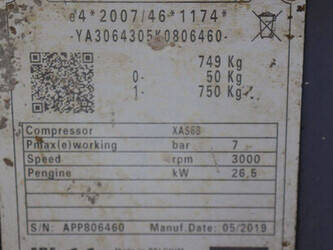 e4*2007/46*1174*
-YA3064305K0806460-
749 Kg
0- 50 Kg
1- 750 Kg
Compressor XAS68
Pmax(e)working bar 7
Speed rpm 3000
Pengine kW 26,5
S/N: APP806460 Manuf.Date: 05/2019